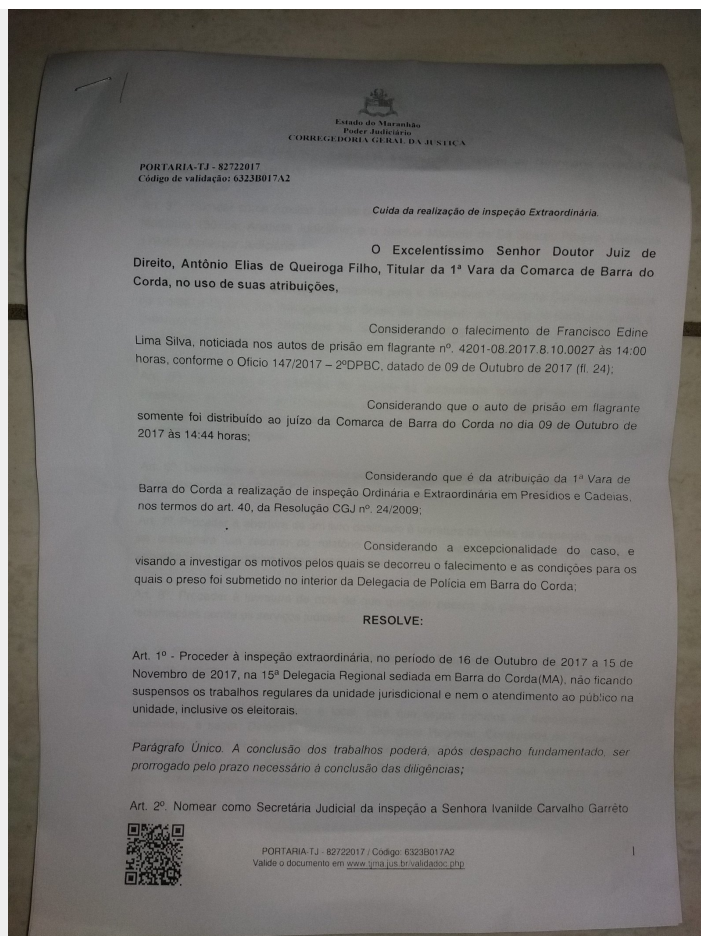 Estado do Maranhão
Poder Judiciário
CORREGEDORIA GERAL DA JUSTIÇA
PORTARIA-TJ - 82722017
Código de validação: 6323B017A2
Cuida da realização de inspeção Extraordinária.
O Excelentissimo Senhor Doutor Juiz de
Direito, Antônio Elias de Queiroga Filho, Titular da 1ª Vara da Comarca de Barra do
Corda, no uso de suas atribuições,
Considerando o falecimento de Francisco Edine
Lima Silva, noticiada nos autos de prisão em flagrante nº. 4201-08.2017.8.10.0027 às 14:00
horas, conforme o Oficio 147/2017 – 2ºDPBC, datado de 09 de Outubro de 2017 (fl. 24);
Considerando que o auto de prisão em flagrante
somente foi distribuído ao juízo da Comarca de Barra do Corda no dia 09 de Outubro de
2017 às 14:44 horas;
Considerando que é da atribuição da 1ª Vara de
Barra do Corda a realização de inspeção Ordinária e Extraordinária em Presídios e Cadeias,
nos termos do art. 40, da Resolução CGJ nº. 24/2009;
Considerando a excepcionalidade do caso, e
visando a investigar os motivos pelos quais se decorreu o falecimento e as condições para os
quais o preso foi submetido no interior da Delegacia de Polícia em Barra do Corda;
RESOLVE:
Art. 1º - Proceder à inspeção extraordinária, no período de 16 de Outubro de 2017 a 15 de
Novembro de 2017, na 15ª Delegacia Regional sediada em Barra do Corda(MA), não ficando
suspensos os trabalhos regulares da unidade jurisdicional e nem o atendimento ao público na
unidade, inclusive os eleitorais.
Parágrafo Único. A conclusão dos trabalhos poderá, após despacho fundamentado, ser
prorrogado pelo prazo necessário á conclusão das diligências;
Art. 2º. Nomear como Secretária Judicial da inspeção a Senhora Ivanilde Carvalho Garrêto
PORTARIA-TJ - 82722017 / Código: 6323B017A2
Valide o documento em www.tjma.jus.br/validadoc.php
1